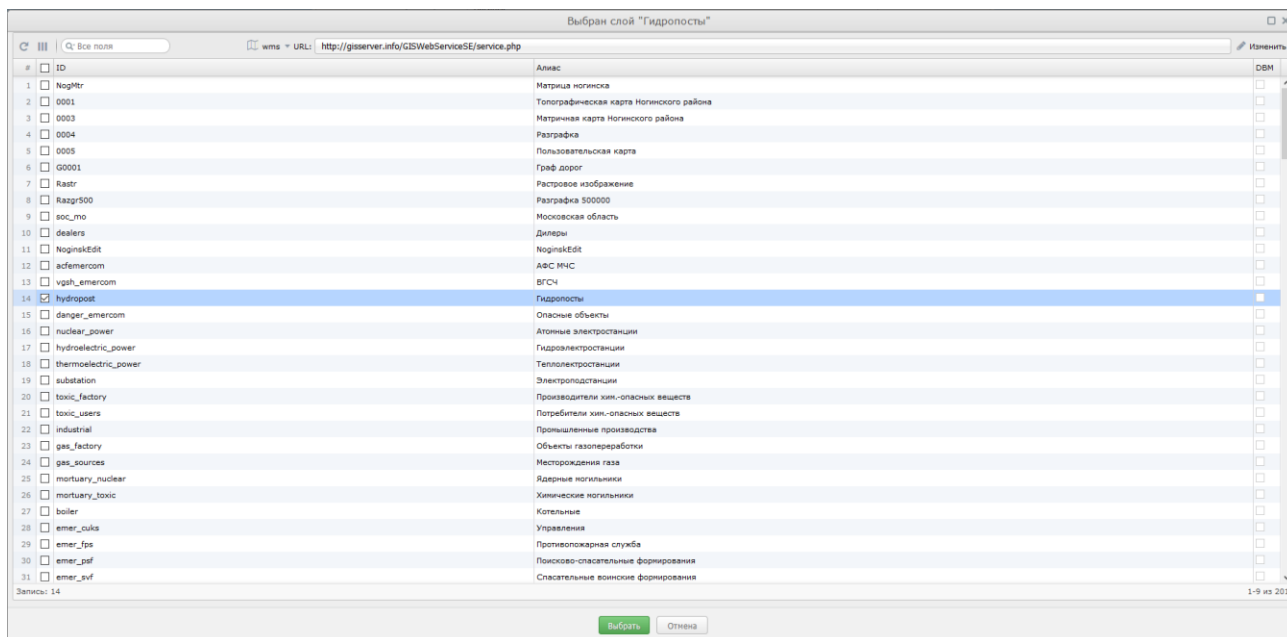 Выбран слой "Гидропосты"
Все поля wms URL: http://gisserver.info/GISWebServiceSE/service.php Изменить
# ID Алиас DBM
1 NogMtr Матрица ногинска
2 0001 Топографическая карта Ногинского района
3 0003 Матричная карта Ногинского района
4 0004 Разграфка
5 0005 Пользовательская карта
6 G0001 Граф дорог
7 Rastr Растровое изображение
8 Razgr500 Разграфка 500000
9 soc_mo Московская область
10 dealers Дилеры
11 NoginskEdit NoginskEdit
12 acfemercom АФС МЧС
13 vgsh_emercom ВГСЧ
14 hydropost Гидропосты
15 danger_emercom Опасные объекты
16 nuclear_power Атонные электростанции
17 hydroelectric_power Гидроэлектростанции
18 thermoelectric_power Теплолектростанции
19 substation Электроподстанции
20 toxic_factory Производители хим.-опасных веществ
21 toxic_users Потребители хим.-опасных веществ
22 industrial Промышленные производства
23 gas_factory Объекты газопереработки
24 gas_sources Месторождения газа
25 mortuary_nuclear Ядерные могильники
26 mortuary_toxic Химические могильники
27 boiler Котельные
28 emer_cuks Управления
29 emer_fps Противопожарная служба
30 emer_psf Поисково-спасательные формирования
31 emer_svf Спасательные воинские формирования
Запись: 14 1-9 из 201
Выбрать Отмена